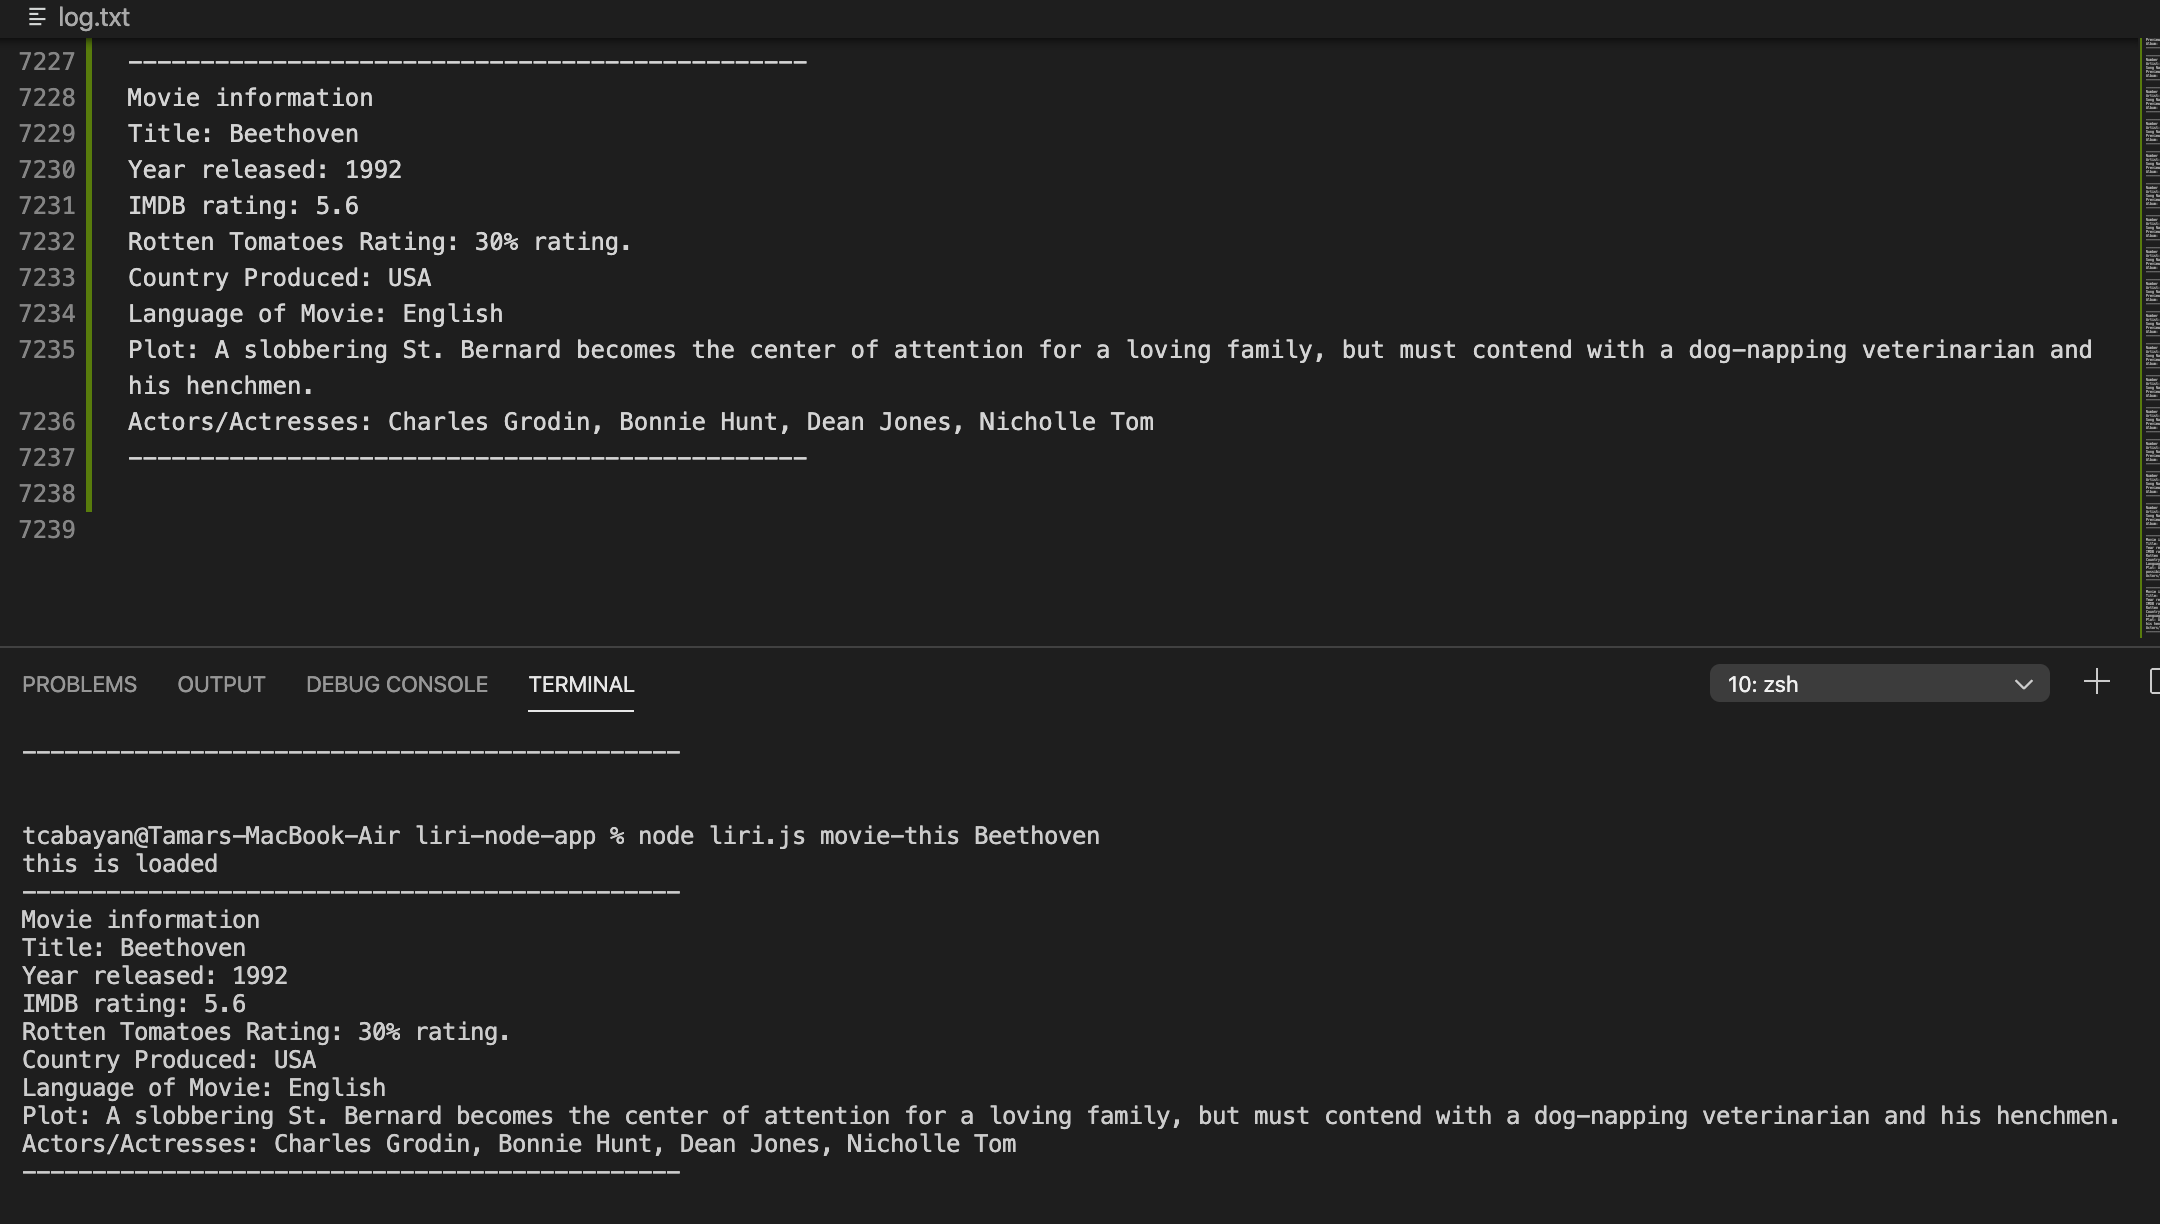 log.txt
7227 -----------------------------------------------
7228 Movie information
7229 Title: Beethoven
7230 Year released: 1992
7231 IMDB rating: 5.6
7232 Rotten Tomatoes Rating: 30% rating.
7233 Country Produced: USA
7234 Language of Movie: English
7235 Plot: A slobbering St. Bernard becomes the center of attention for a loving family, but must contend with a dog-napping veterinarian and
his henchmen.
7236 Actors/Actresses: Charles Grodin, Bonnie Hunt, Dean Jones, Nicholle Tom
7237 -----------------------------------------------
7238
7239
PROBLEMS OUTPUT DEBUG CONSOLE TERMINAL 10: zsh
-----------------------------------------------
tcabayan@Tamars-MacBook-Air liri-node-app % node liri.js movie-this Beethoven
this is loaded
-----------------------------------------------
Movie information
Title: Beethoven
Year released: 1992
IMDB rating: 5.6
Rotten Tomatoes Rating: 30% rating.
Country Produced: USA
Language of Movie: English
Plot: A slobbering St. Bernard becomes the center of attention for a loving family, but must contend with a dog-napping veterinarian and his henchmen.
Actors/Actresses: Charles Grodin, Bonnie Hunt, Dean Jones, Nicholle Tom
-----------------------------------------------